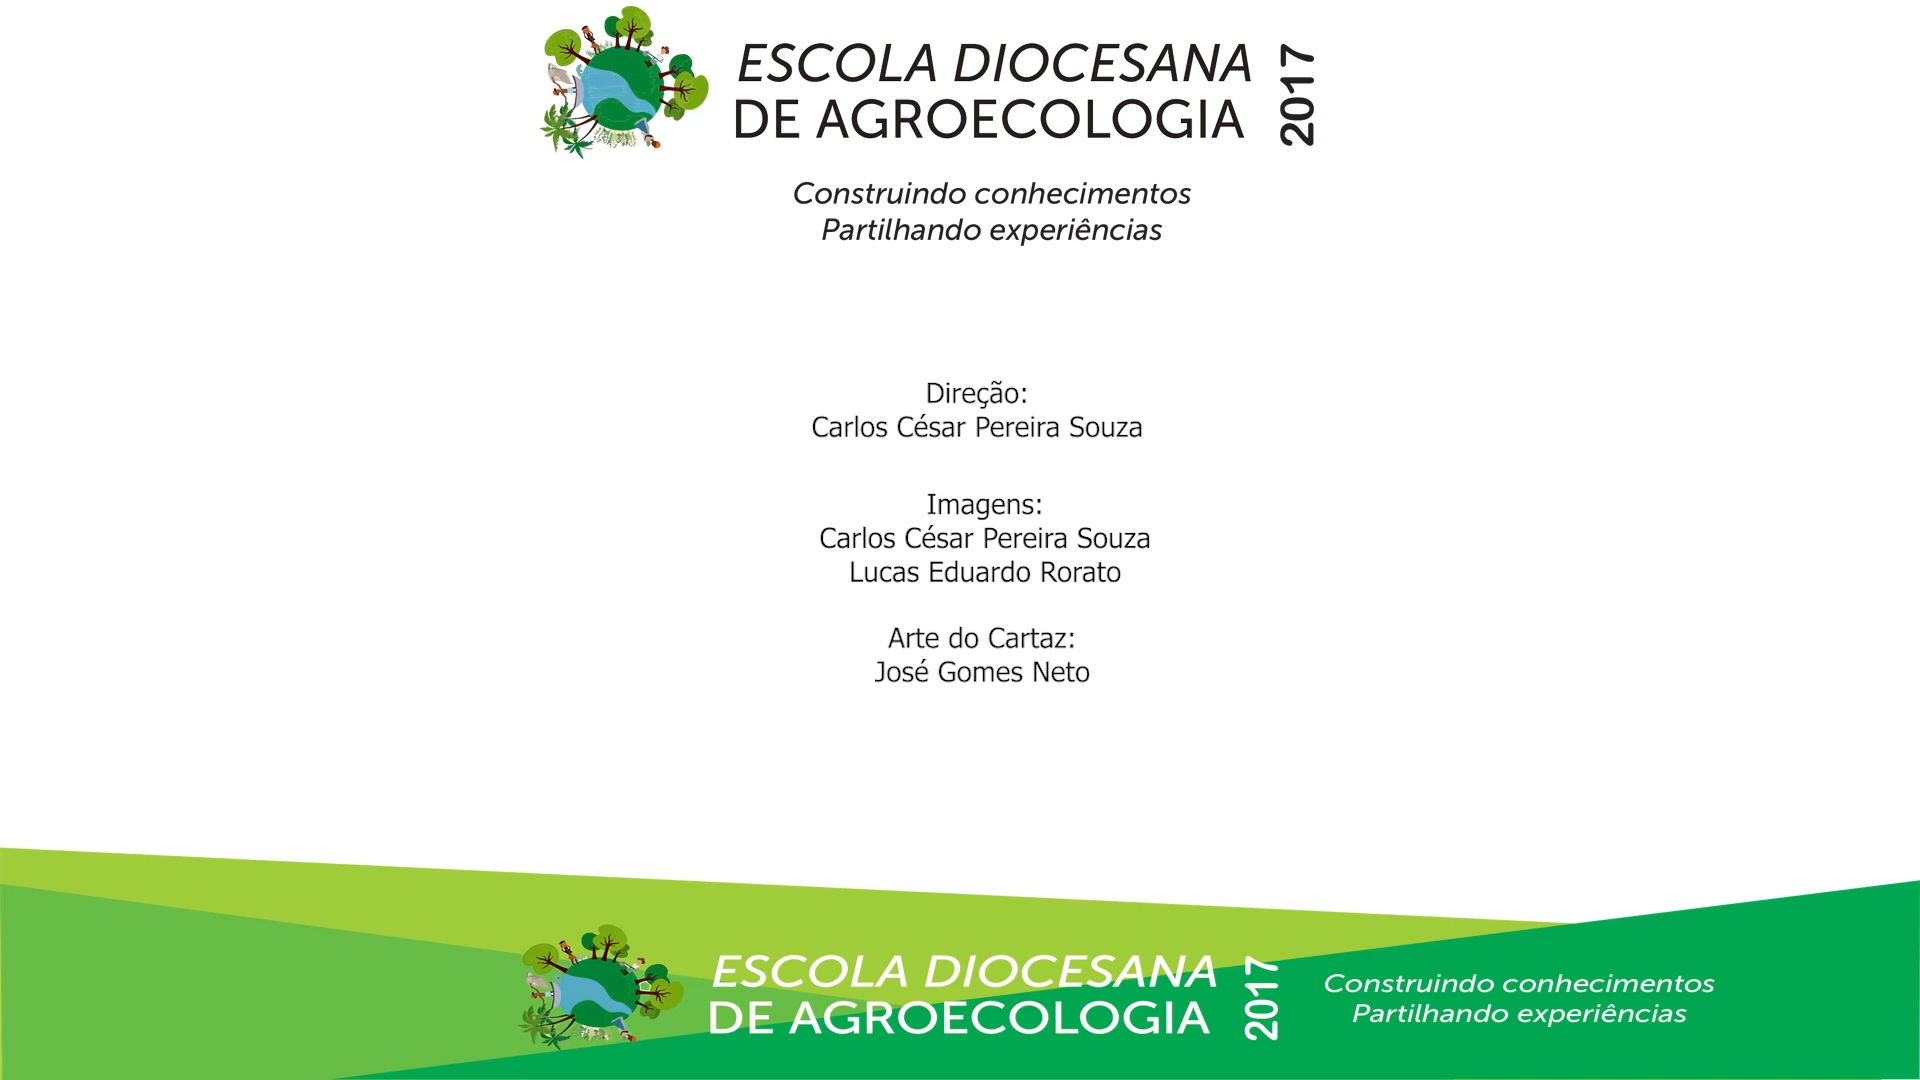 ESCOLA DIOCESANA
DE AGROECOLOGIA
2017
Construindo conhecimentos
Partilhando experiências
Direção:
Carlos César Pereira Souza
Imagens:
Carlos César Pereira Souza
Lucas Eduardo Rorato
Arte do Cartaz:
José Gomes Neto
ESCOLA DIOCESANA
DE AGROECOLOGIA
2017
Construindo conhecimentos
Partilhando experiências